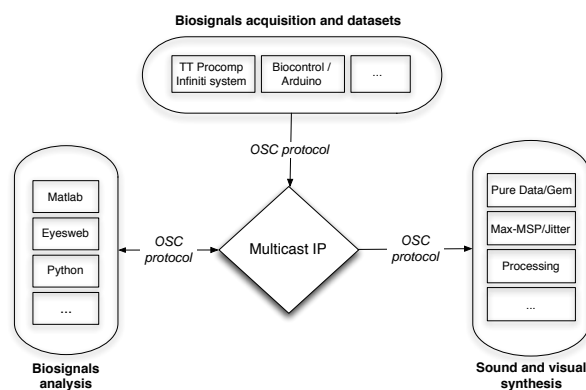 Biosignals acquisition and datasets
TT Procomp
Infiniti system
Biocontrol /
Arduino
...
OSC protocol
Matlab
Eyesweb
Python
...
OSC
protocol
Multicast IP
OSC
protocol
Pure Data/Gem
Max-MSP/Jitter
Processing
...
Biosignals
analysis
Sound and visual
synthesis